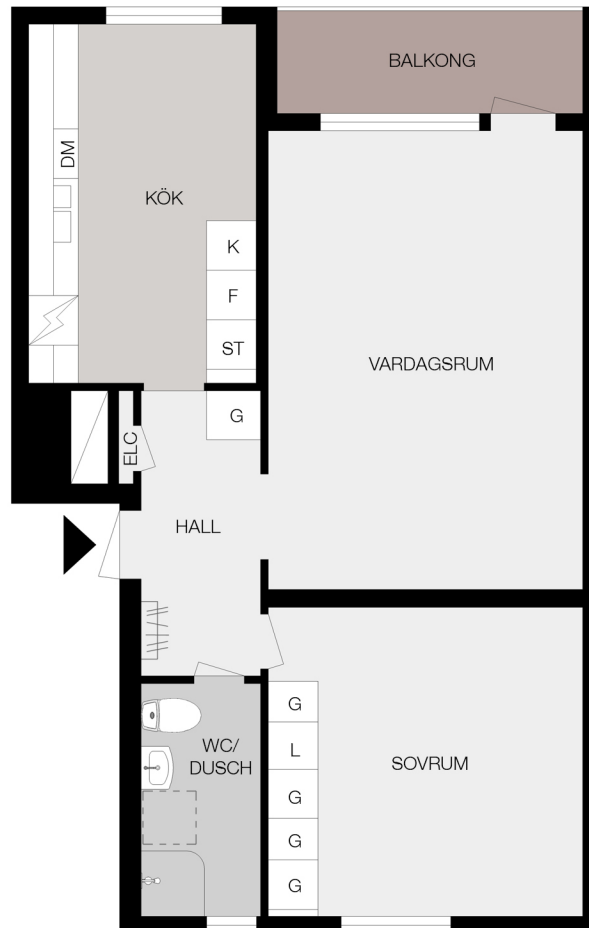 BALKONG
DM
KÖK
K
F
ST
VARDAGSRUM
G
ELC
HALL
G
WC/
DUSCH
L
SOVRUM
G
G
G